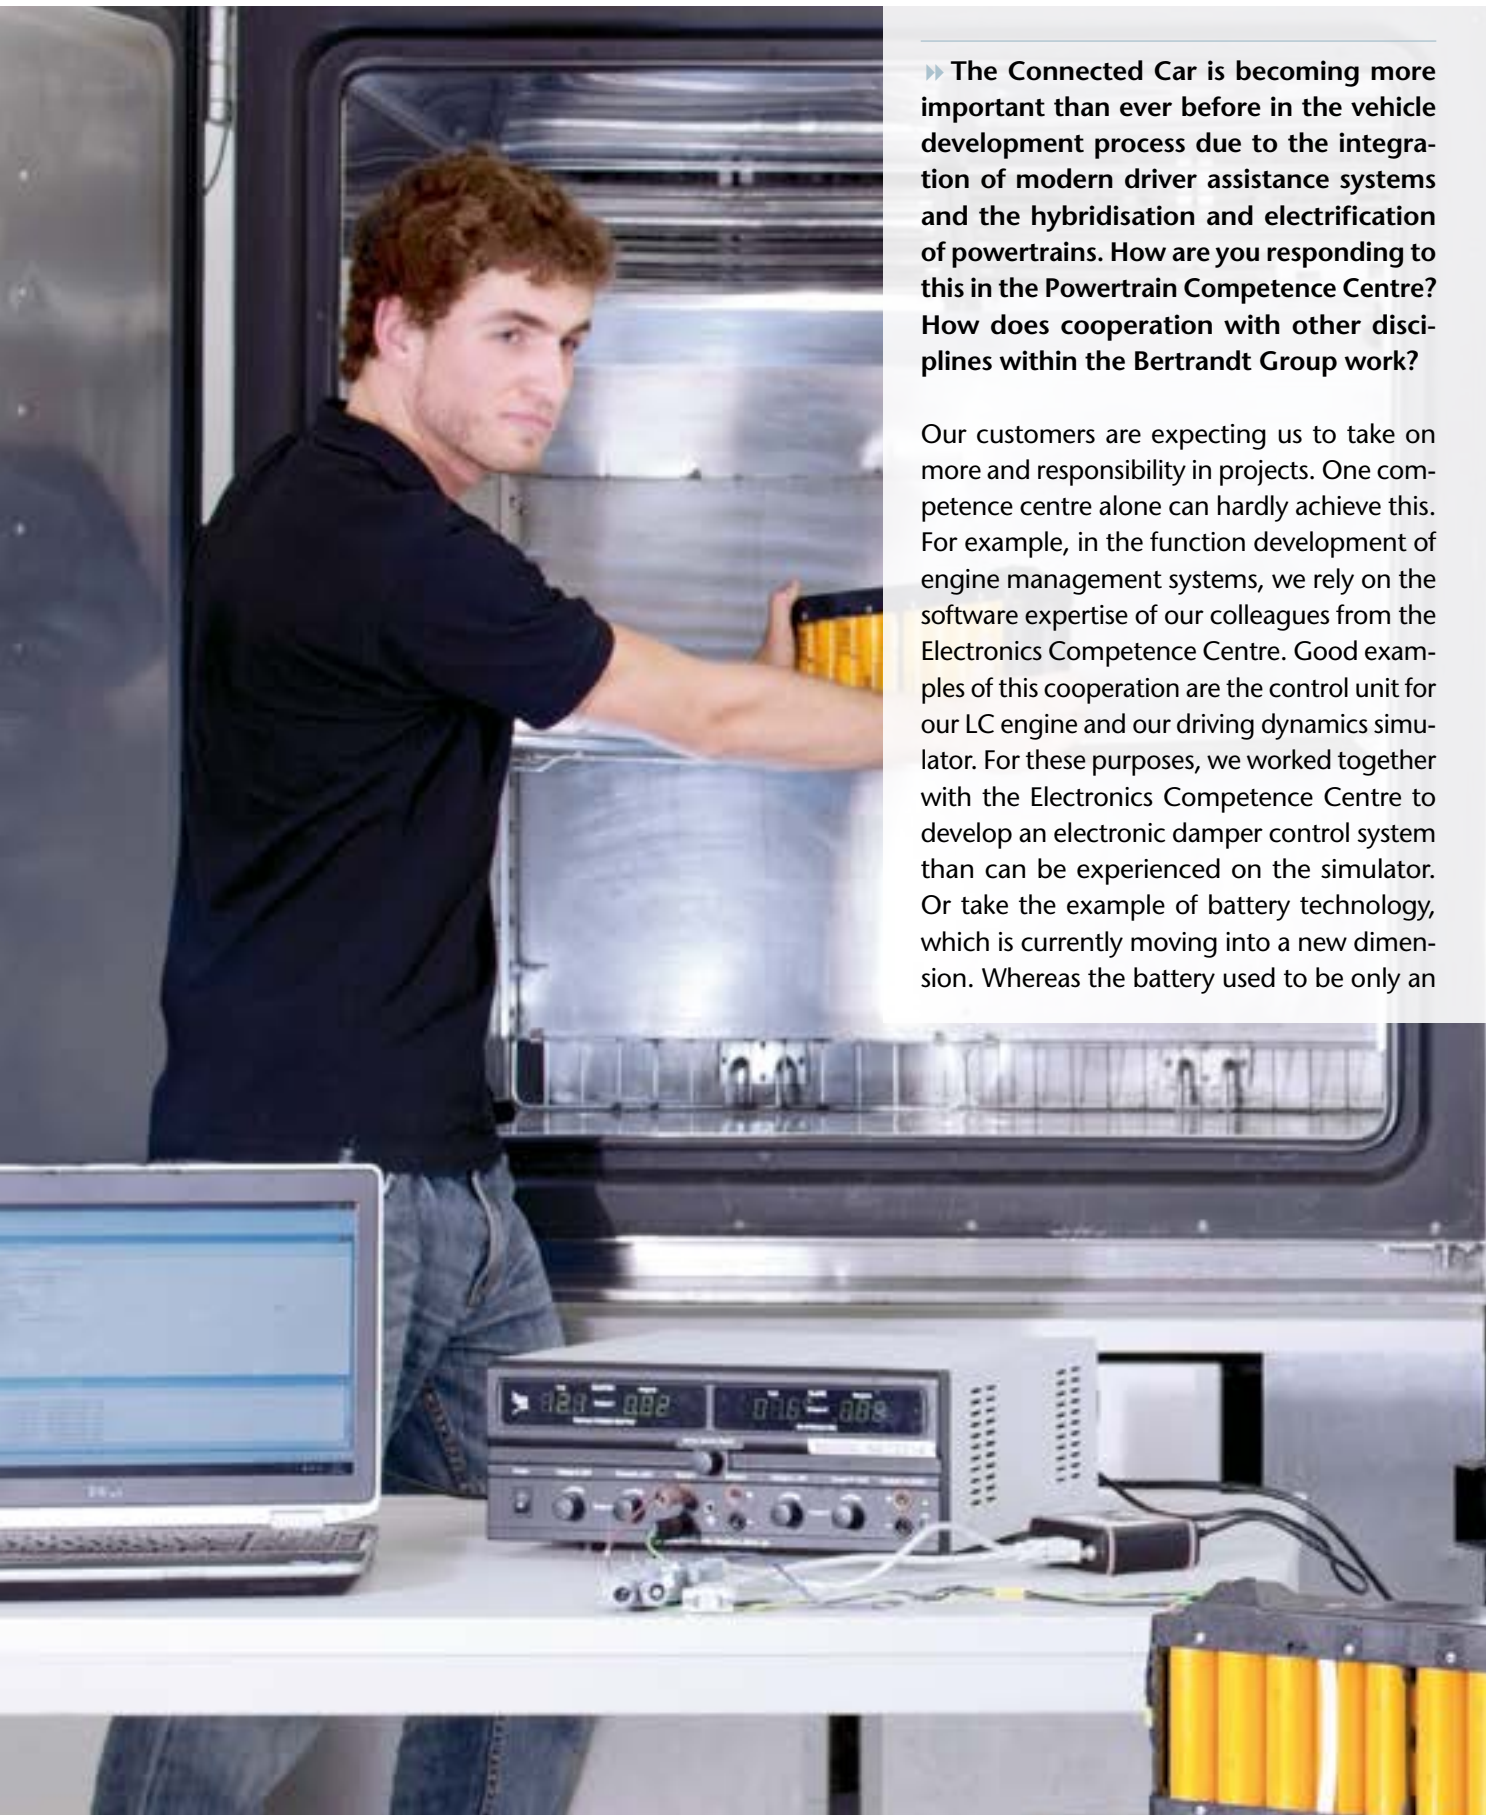 The Connected Car is becoming more
important than ever before in the vehicle
development process due to the integra-
tion of modern driver assistance systems
and the hybridisation and electrification
of powertrains. How are you responding to
this in the Powertrain Competence Centre?
How does cooperation with other disci-
plines within the Bertrandt Group work?
Our customers are expecting us to take on
more and responsibility in projects. One com-
petence centre alone can hardly achieve this.
For example, in the function development of
engine management systems, we rely on the
software expertise of our colleagues from the
Electronics Competence Centre. Good exam-
ples of this cooperation are the control unit for
our LC engine and our driving dynamics simu-
lator. For these purposes, we worked together
with the Electronics Competence Centre to
develop an electronic damper control system
than can be experienced on the simulator.
Or take the example of battery technology,
which is currently moving into a new dimen-
sion. Whereas the battery used to be only an